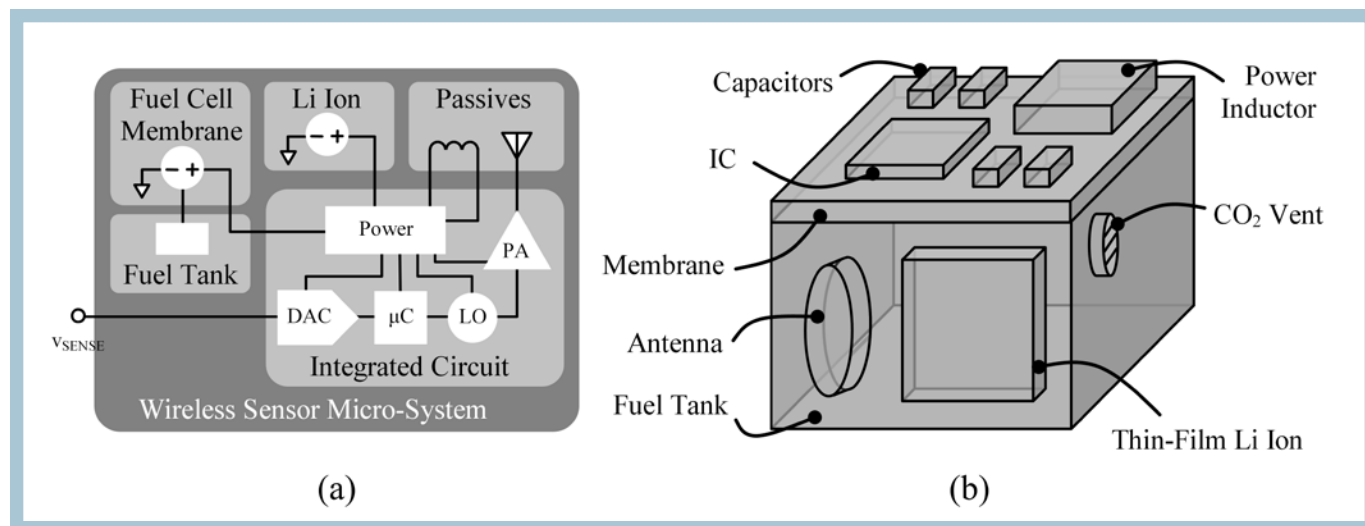 Fuel Cell
Membrane
Li Ion
Passives
- +
- +
Fuel Tank
Power
PA
DAC
μC
LO
VSENSE
Integrated Circuit
Wireless Sensor Micro-System
(a)
Capacitors
Power
Inductor
IC
CO₂ Vent
Membrane
Antenna
Fuel Tank
Thin-Film Li Ion
(b)